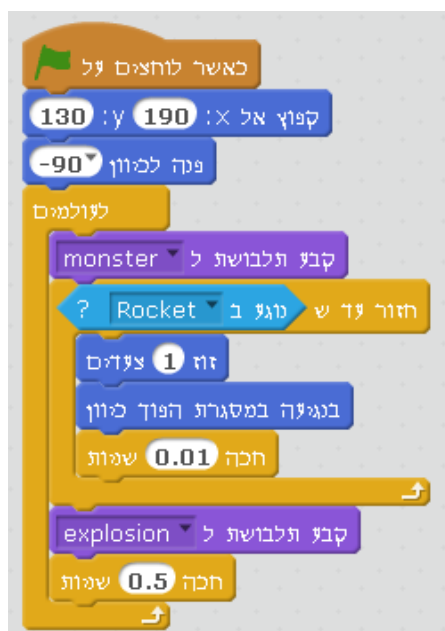 כאשר לוחצים על
קפוץ אל x: 190 y: 130
פנה לכיוון -90
לעולמים
קבע תלבושת ל monster
חזור עד ש נוגע ב Rocket ?
זוז 1 צעדים
בנגיעה במסגרת הפוך כיוון
חכה 0.01 שניות
קבע תלבושת ל explosion
חכה 0.5 שניות